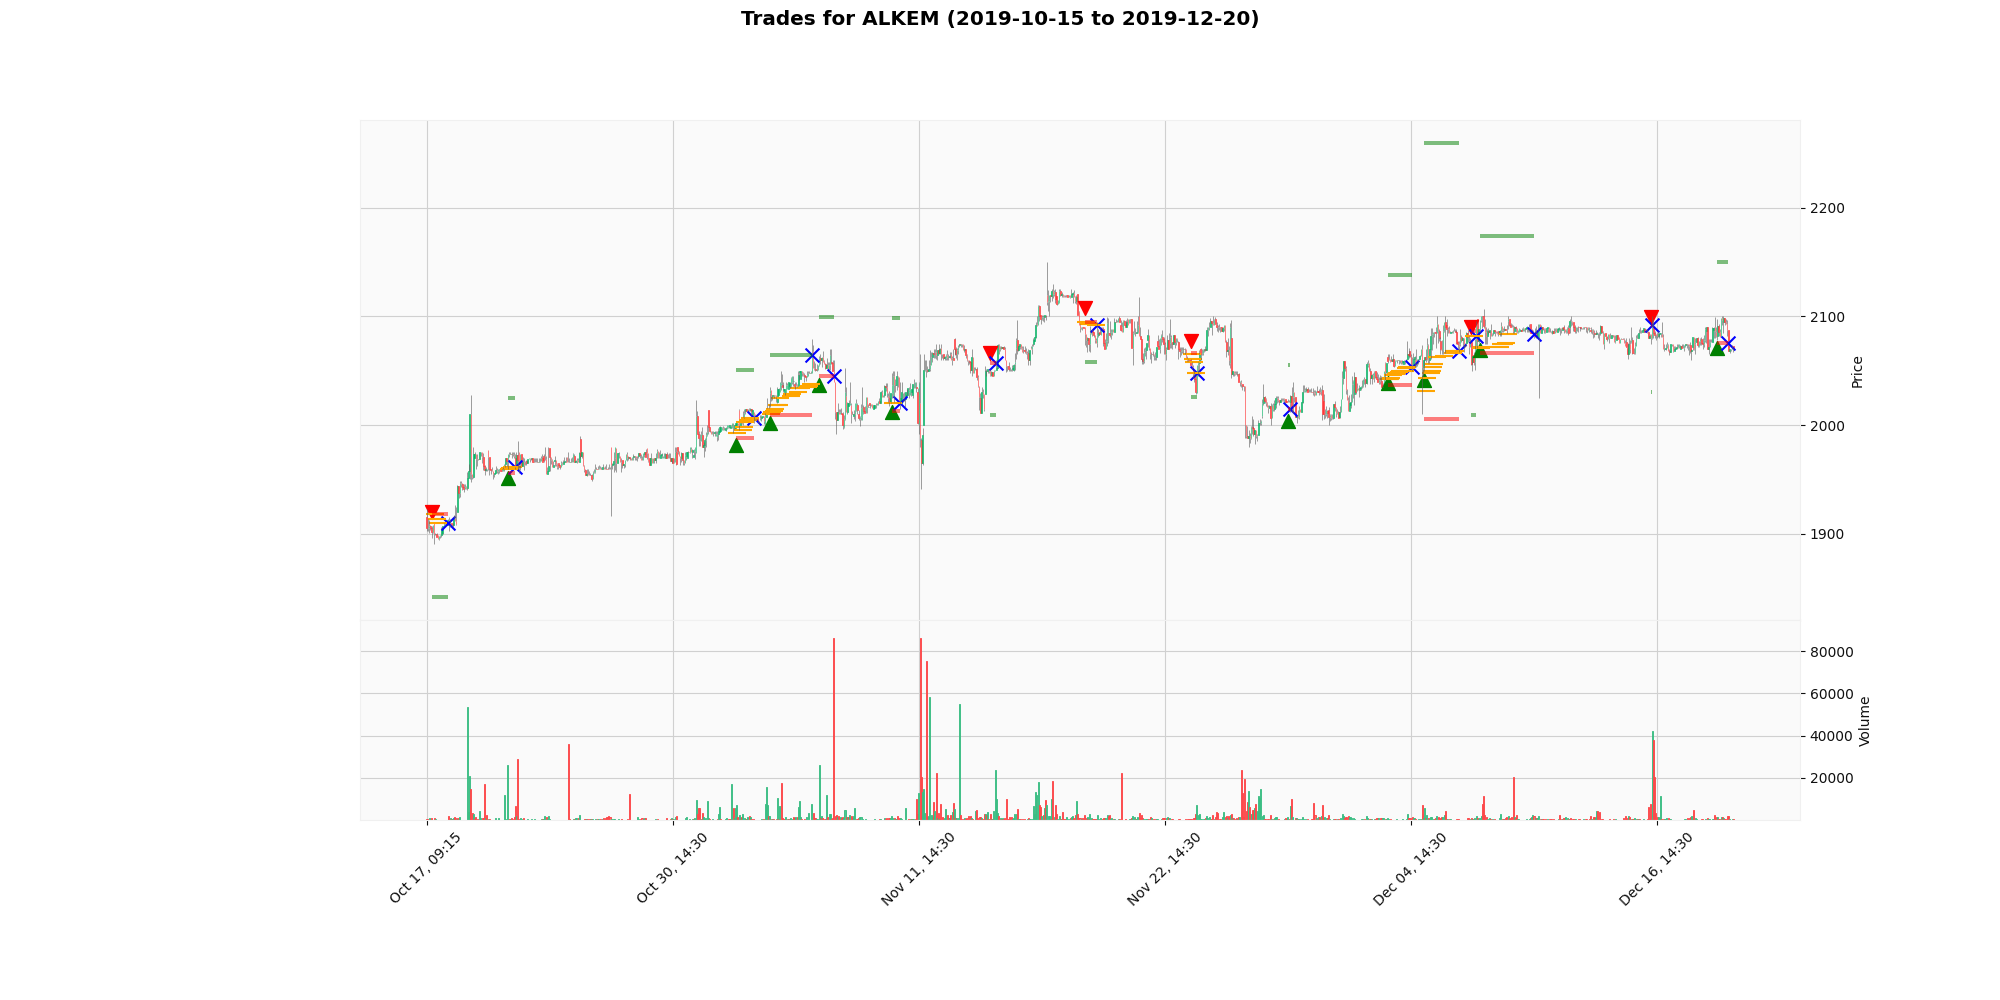 Trades for ALKEM (2019-10-15 to 2019-12-20)
2200
2100
2000
1900
Price
80000
60000
40000
20000
Volume
Oct 17, 09:15
Oct 30, 14:30
Nov 11, 14:30
Nov 22, 14:30
Dec 04, 14:30
Dec 16, 14:30